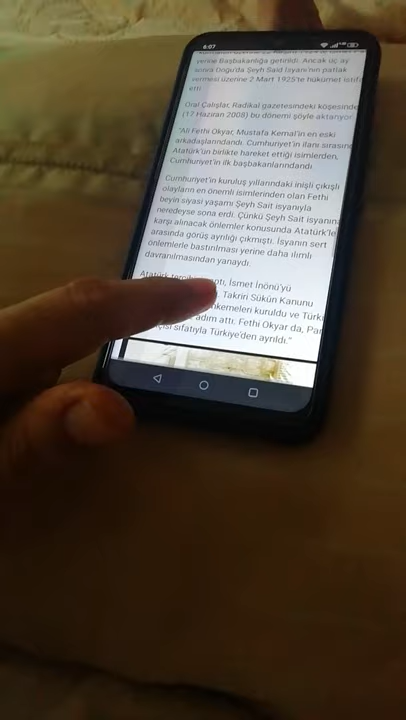 6:07
yerine Başbakanlığa getirildi. Ancak üç ay
sonra Doğu'da Şeyh Said İsyanı'nın patlak
vermesi üzerine 2 Mart 1925'te hükümet istifa
etti.
Oral Çalışlar, Radikal gazetesindeki köşesinde
(17 Haziran 2008) bu dönemi şöyle aktarıyor:
"Ali Fethi Okyar, Mustafa Kemal'in en eski
arkadaşlarındandı. Cumhuriyet'in ilanı sırasında
Atatürk'ün birlikte hareket ettiği isimlerden,
Cumhuriyet'in ilk başbakanlarındandı.
Cumhuriyet'in kuruluş yıllarındaki inişli çıkışlı
olayların en önemli isimlerinden olan Fethi
beyin siyasi yaşamı Şeyh Sait isyanıyla
neredeyse sona erdi. Çünkü Şeyh Sait isyanına
karşı alınacak önlemler konusunda Atatürk'le
arasında görüş ayrılığı çıkmıştı. İsyanın sert
önlemlerle bastırılması yerine daha ılımlı
davranılmasından yanaydı.
Atatürk İsmet İnönü'yü
Takriri Sükûn Kanunu
kuruldu ve
adım attı. Fethi Okyar da,
sıfatıyla Türkiye'den ayrıldı."